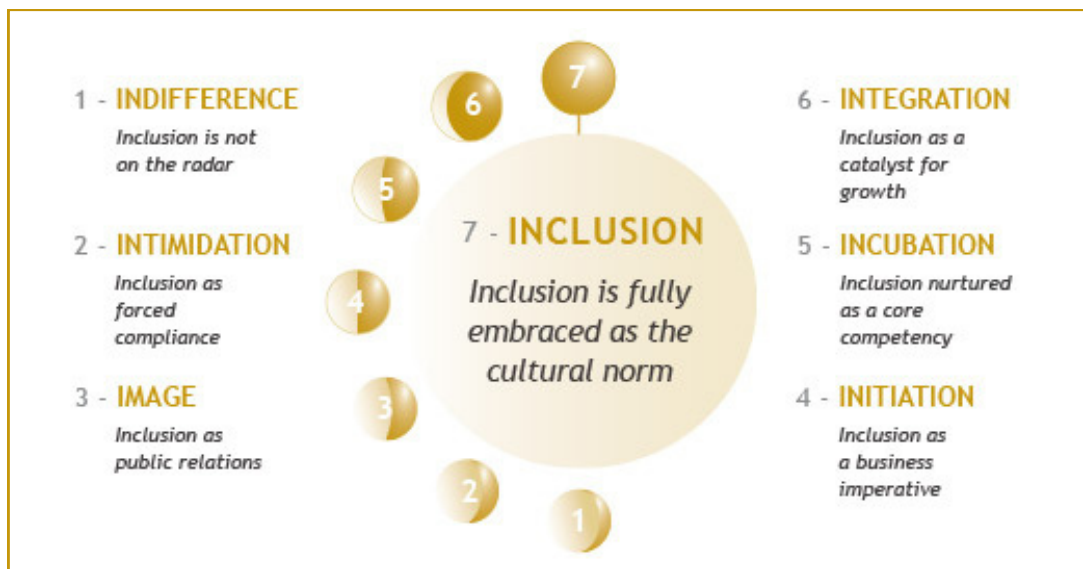 1 - INDIFFERENCE
Inclusion is not
on the radar
2 - INTIMIDATION
Inclusion as
forced
compliance
3 - IMAGE
Inclusion as
public relations
7
6
5
4
3
2
1
7 - INCLUSION
Inclusion is fully
embraced as the
cultural norm
6 - INTEGRATION
Inclusion as a
catalyst for
growth
5 - INCUBATION
Inclusion nurtured
as a core
competency
4 - INITIATION
Inclusion as
a business
imperative